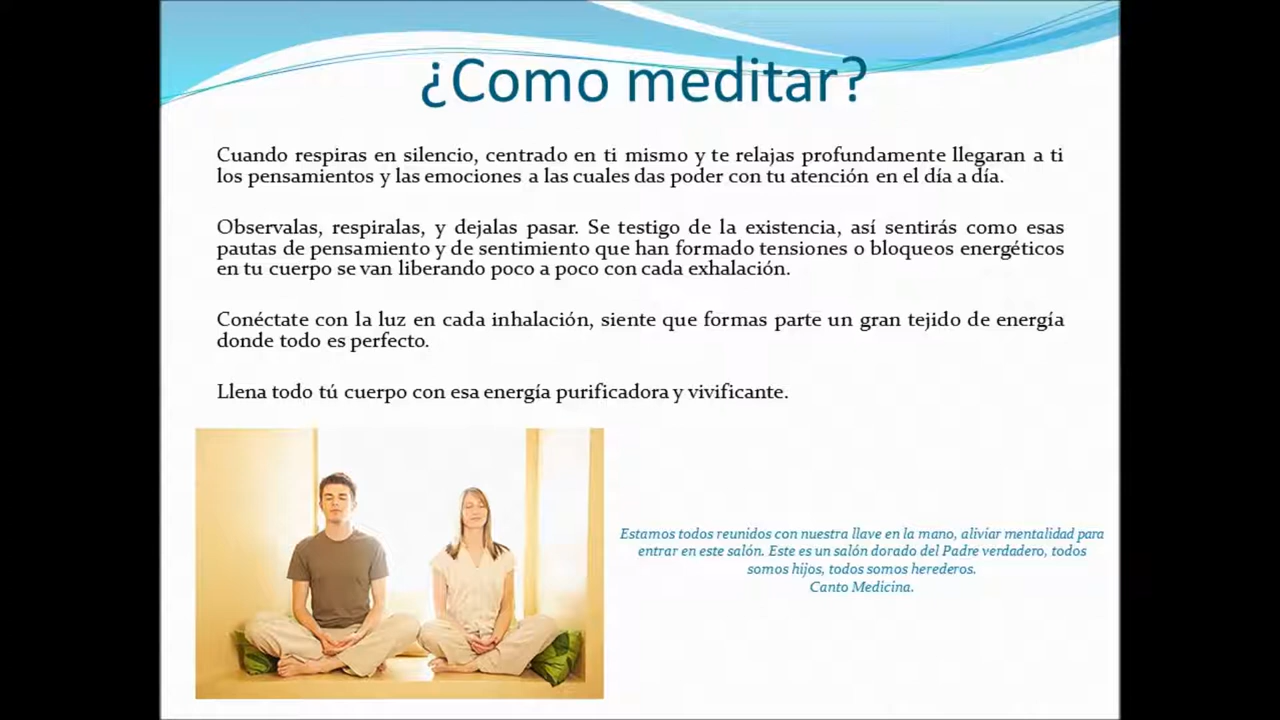 ¿Como meditar?
Cuando respiras en silencio, centrado en ti mismo y te relajas profundamente llegaran a ti
los pensamientos y las emociones a las cuales das poder con tu atención en el día a día.
Observalas, respiralas, y dejalas pasar. Se testigo de la existencia, así sentirás como esas
pautas de pensamiento y de sentimiento que han formado tensiones o bloqueos energéticos
en tu cuerpo se van liberando poco a poco con cada exhalación.
Conéctate con la luz en cada inhalación, siente que formas parte un gran tejido de energía
donde todo es perfecto.
Llena todo tú cuerpo con esa energía purificadora y vivificante.
Estamos todos reunidos con nuestra llave en la mano, aliviar mentalidad para
entrar en este salón. Este es un salón dorado del Padre verdadero, todos
somos hijos, todos somos herederos.
Canto Medicina.